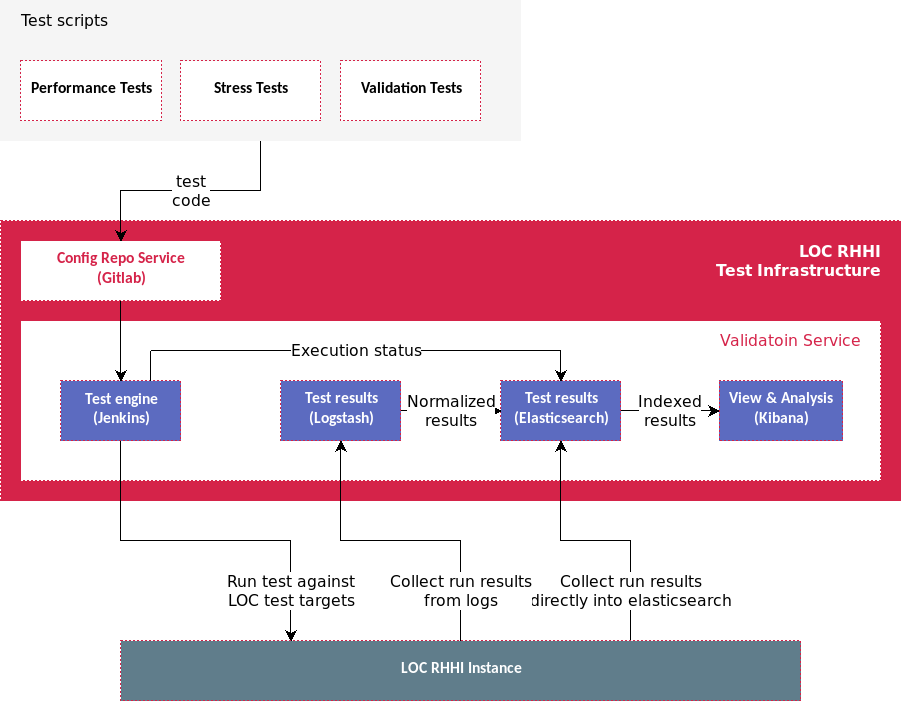 Test scripts
Performance Tests
Stress Tests
Validation Tests
test
code
Config Repo Service
(Gitlab)
LOC RHHI
Test Infrastructure
Validatoin Service
Execution status
Test engine
(Jenkins)
Test results
(Logstash)
Normalized
results
Test results
(Elasticsearch)
Indexed
results
View & Analysis
(Kibana)
Run test against
LOC test targets
Collect run results
from logs
Collect run results
directly into elasticsearch
LOC RHHI Instance